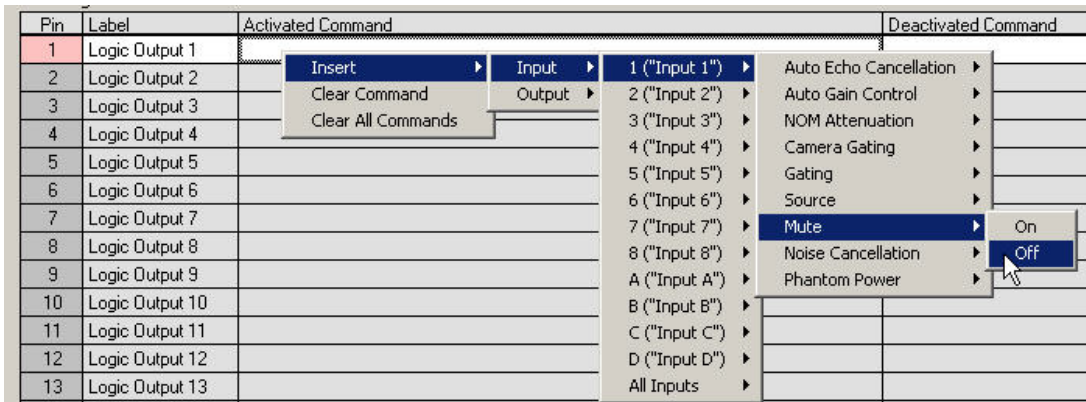 Pin Label Activated Command Deactivated Command
1 Logic Output 1
2 Logic Output 2
3 Logic Output 3
4 Logic Output 4
5 Logic Output 5
6 Logic Output 6
7 Logic Output 7
8 Logic Output 8
9 Logic Output 9
10 Logic Output 10
11 Logic Output 11
12 Logic Output 12
13 Logic Output 13
Insert
Clear Command
Clear All Commands
Input
Output
1 ("Input 1")
2 ("Input 2")
3 ("Input 3")
4 ("Input 4")
5 ("Input 5")
6 ("Input 6")
7 ("Input 7")
8 ("Input 8")
A ("Input A")
B ("Input B")
C ("Input C")
D ("Input D")
All Inputs
Auto Echo Cancellation
Auto Gain Control
NOM Attenuation
Camera Gating
Gating
Source
Mute
Noise Cancellation
Phantom Power
On
Off